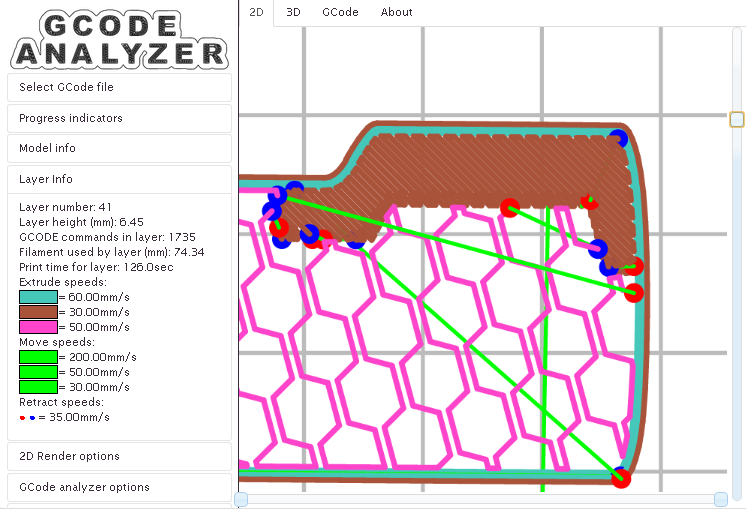 GCODE
ANALYZER
2D 3D GCode About
Select GCode file
Progress indicators
Model info
Layer Info
Layer number: 41
Layer height (mm): 6.45
GCODE commands in layer: 1735
Filament used by layer (mm): 74.34
Print time for layer: 126.0sec
Extrude speeds:
= 60.00mm/s
= 30.00mm/s
= 50.00mm/s
Move speeds:
= 200.00mm/s
= 50.00mm/s
= 30.00mm/s
Retract speeds:
= 35.00mm/s
2D Render options
GCode analyzer options